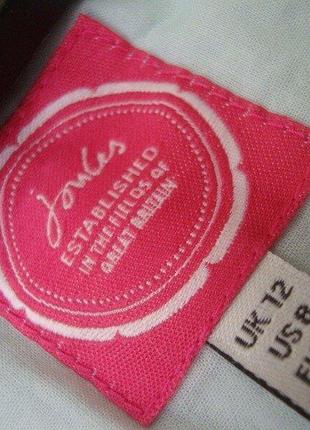 Joules
ESTABLISHED
IN THE FIELDS OF
GREAT BRITAIN
UK 12
US 8